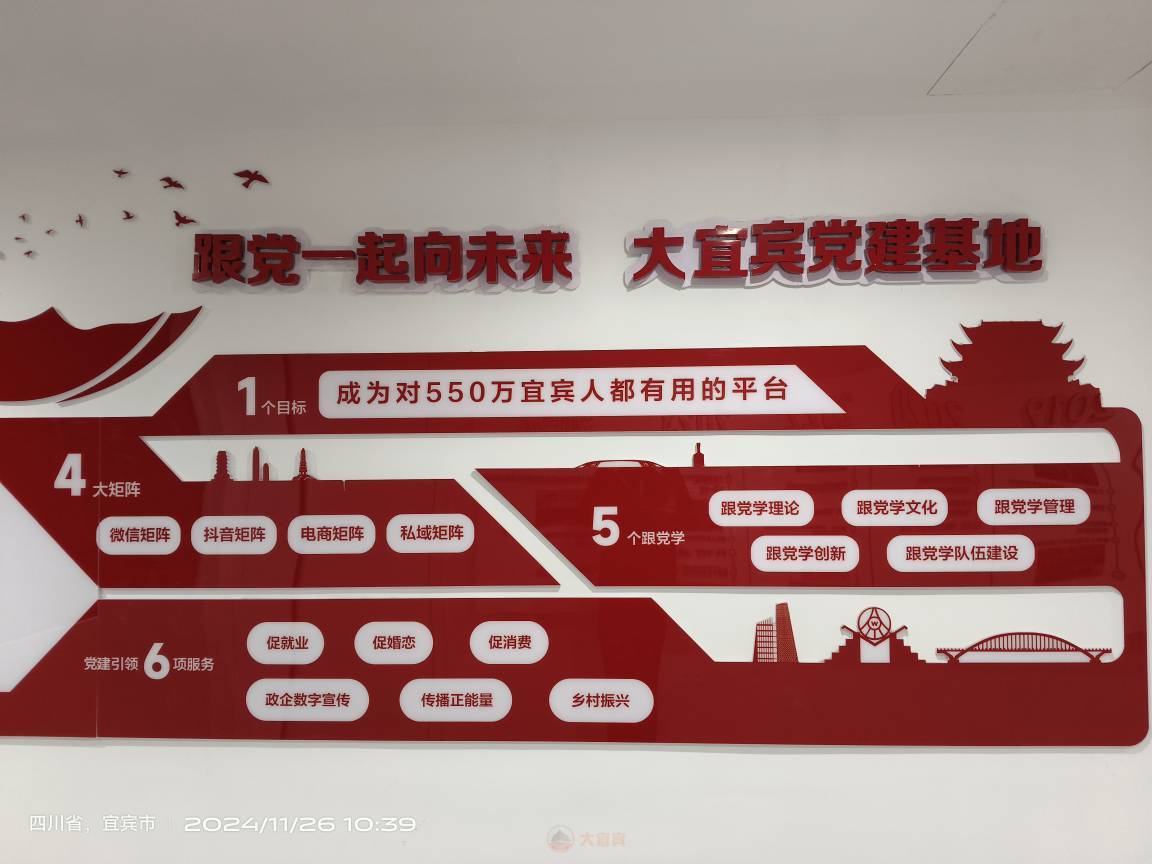 跟党一起向未来 大宜宾党建基地
1个目标 成为对550万宜宾人都有用的平台
4大矩阵
微信矩阵 抖音矩阵 电商矩阵 私域矩阵
5个跟党学
跟党学理论 跟党学文化 跟党学管理
跟党学创新 跟党学队伍建设
党建引领6项服务
促就业 促婚恋 促消费
政企数字宣传 传播正能量 乡村振兴
四川省，宜宾市 2024/11/26 10:39
大宜宾